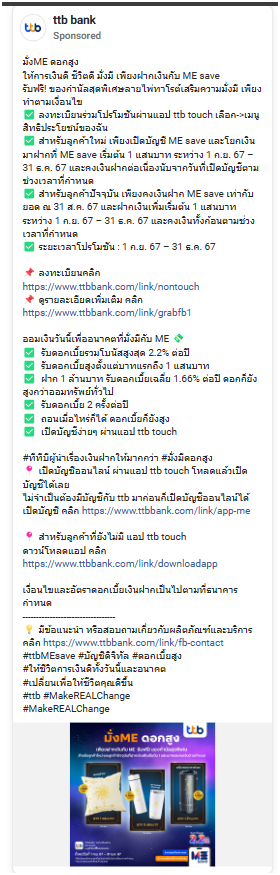 ttb bank
Sponsored
มั่งME ดอกสูง
ให้การเงินดี ชีวิตดี มั่งมี เพียงฝากเงินกับ ME save
รับฟรี! ของกำนัลสุดพิเศษลายไพ่ทาโรต์เสริมความมั่งมี เพียง
ทำตามเงื่อนไข
✅ ลงทะเบียนร่วมโปรโมชันผ่านแอป ttb touch เลือก->เมนู
สิทธิประโยชน์ของฉัน
✅ สำหรับลูกค้าใหม่ เพียงเปิดบัญชี ME save และโยกเงิน
มาฝากที่ ME save เริ่มต้น 1 แสนบาท ระหว่าง 1 ก.ย. 67 –
31 ธ.ค. 67 และคงเงินฝากต่อเนื่องนับจากวันที่เปิดบัญชีตาม
ช่วงเวลาที่กำหนด
✅ สำหรับลูกค้าปัจจุบัน เพียงคงเงินฝาก ME save เท่ากับ
ยอด ณ 31 ส.ค. 67 และฝากเงินเพิ่มเริ่มต้น 1 แสนบาท
ระหว่าง 1 ก.ย. 67 – 31 ธ.ค. 67 และคงเงินทั้งก้อนตามช่วง
เวลาที่กำหนด
✅ ระยะเวลาโปรโมชัน : 1 ก.ย. 67 – 31 ธ.ค. 67
📌 ลงทะเบียนคลิก
https://www.ttbbank.com/link/nontouch
📌 ดูรายละเอียดเพิ่มเติม คลิก
https://www.ttbbank.com/link/grabfb1
ออมเงินวันนี้เพื่ออนาคตที่มั่งมีกับ ME 💸
✅ รับดอกเบี้ยรวมโบนัสสูงสุด 2.2% ต่อปี
✅ รับดอกเบี้ยสูงตั้งแต่บาทแรกถึง 1 แสนบาท
✅ ฝาก 1 ล้านบาท รับดอกเบี้ยเฉลี่ย 1.66% ต่อปี ดอกก็ยัง
สูงกว่าออมทรัพย์ทั่วไป
✅ รับดอกเบี้ย 2 ครั้งต่อปี
✅ ถอนเมื่อไหร่ก็ได้ ดอกเบี้ยก็ยังสูง
✅ เปิดบัญชีง่ายๆ ผ่านแอป ttb touch
#ทีทีบีผู้นำเรื่องเงินฝากให้มากกว่า #มั่งมีดอกสูง
📍 เปิดบัญชีออนไลน์ ผ่านแอป ttb touch โหลดแล้วเปิด
บัญชีได้เลย
ไม่จำเป็นต้องมีบัญชีกับ ttb มาก่อนก็เปิดบัญชีออนไลน์ได้
เปิดบัญชี คลิก https://www.ttbbank.com/link/app-me
📍 สำหรับลูกค้าที่ยังไม่มี แอป ttb touch
ดาวน์โหลดแอป คลิก
https://www.ttbbank.com/link/downloadapp
เงื่อนไขและอัตราดอกเบี้ยเงินฝากเป็นไปตามที่ธนาคาร
กำหนด
---------------------------------
💡 มีข้อแนะนำ หรือสอบถามเกี่ยวกับผลิตภัณฑ์และบริการ
คลิก https://www.ttbbank.com/link/fb-contact
#ttbMEsave #บัญชีดิจิทัล #ดอกเบี้ยสูง
#ให้ชีวิตการเงินดีทั้งวันนี้และอนาคต
#เปลี่ยนเพื่อให้ชีวิตคุณดีขึ้น
#ttb #MakeREALChange
#MakeREALChange
ttb
มั่งME ดอกสูง
ME